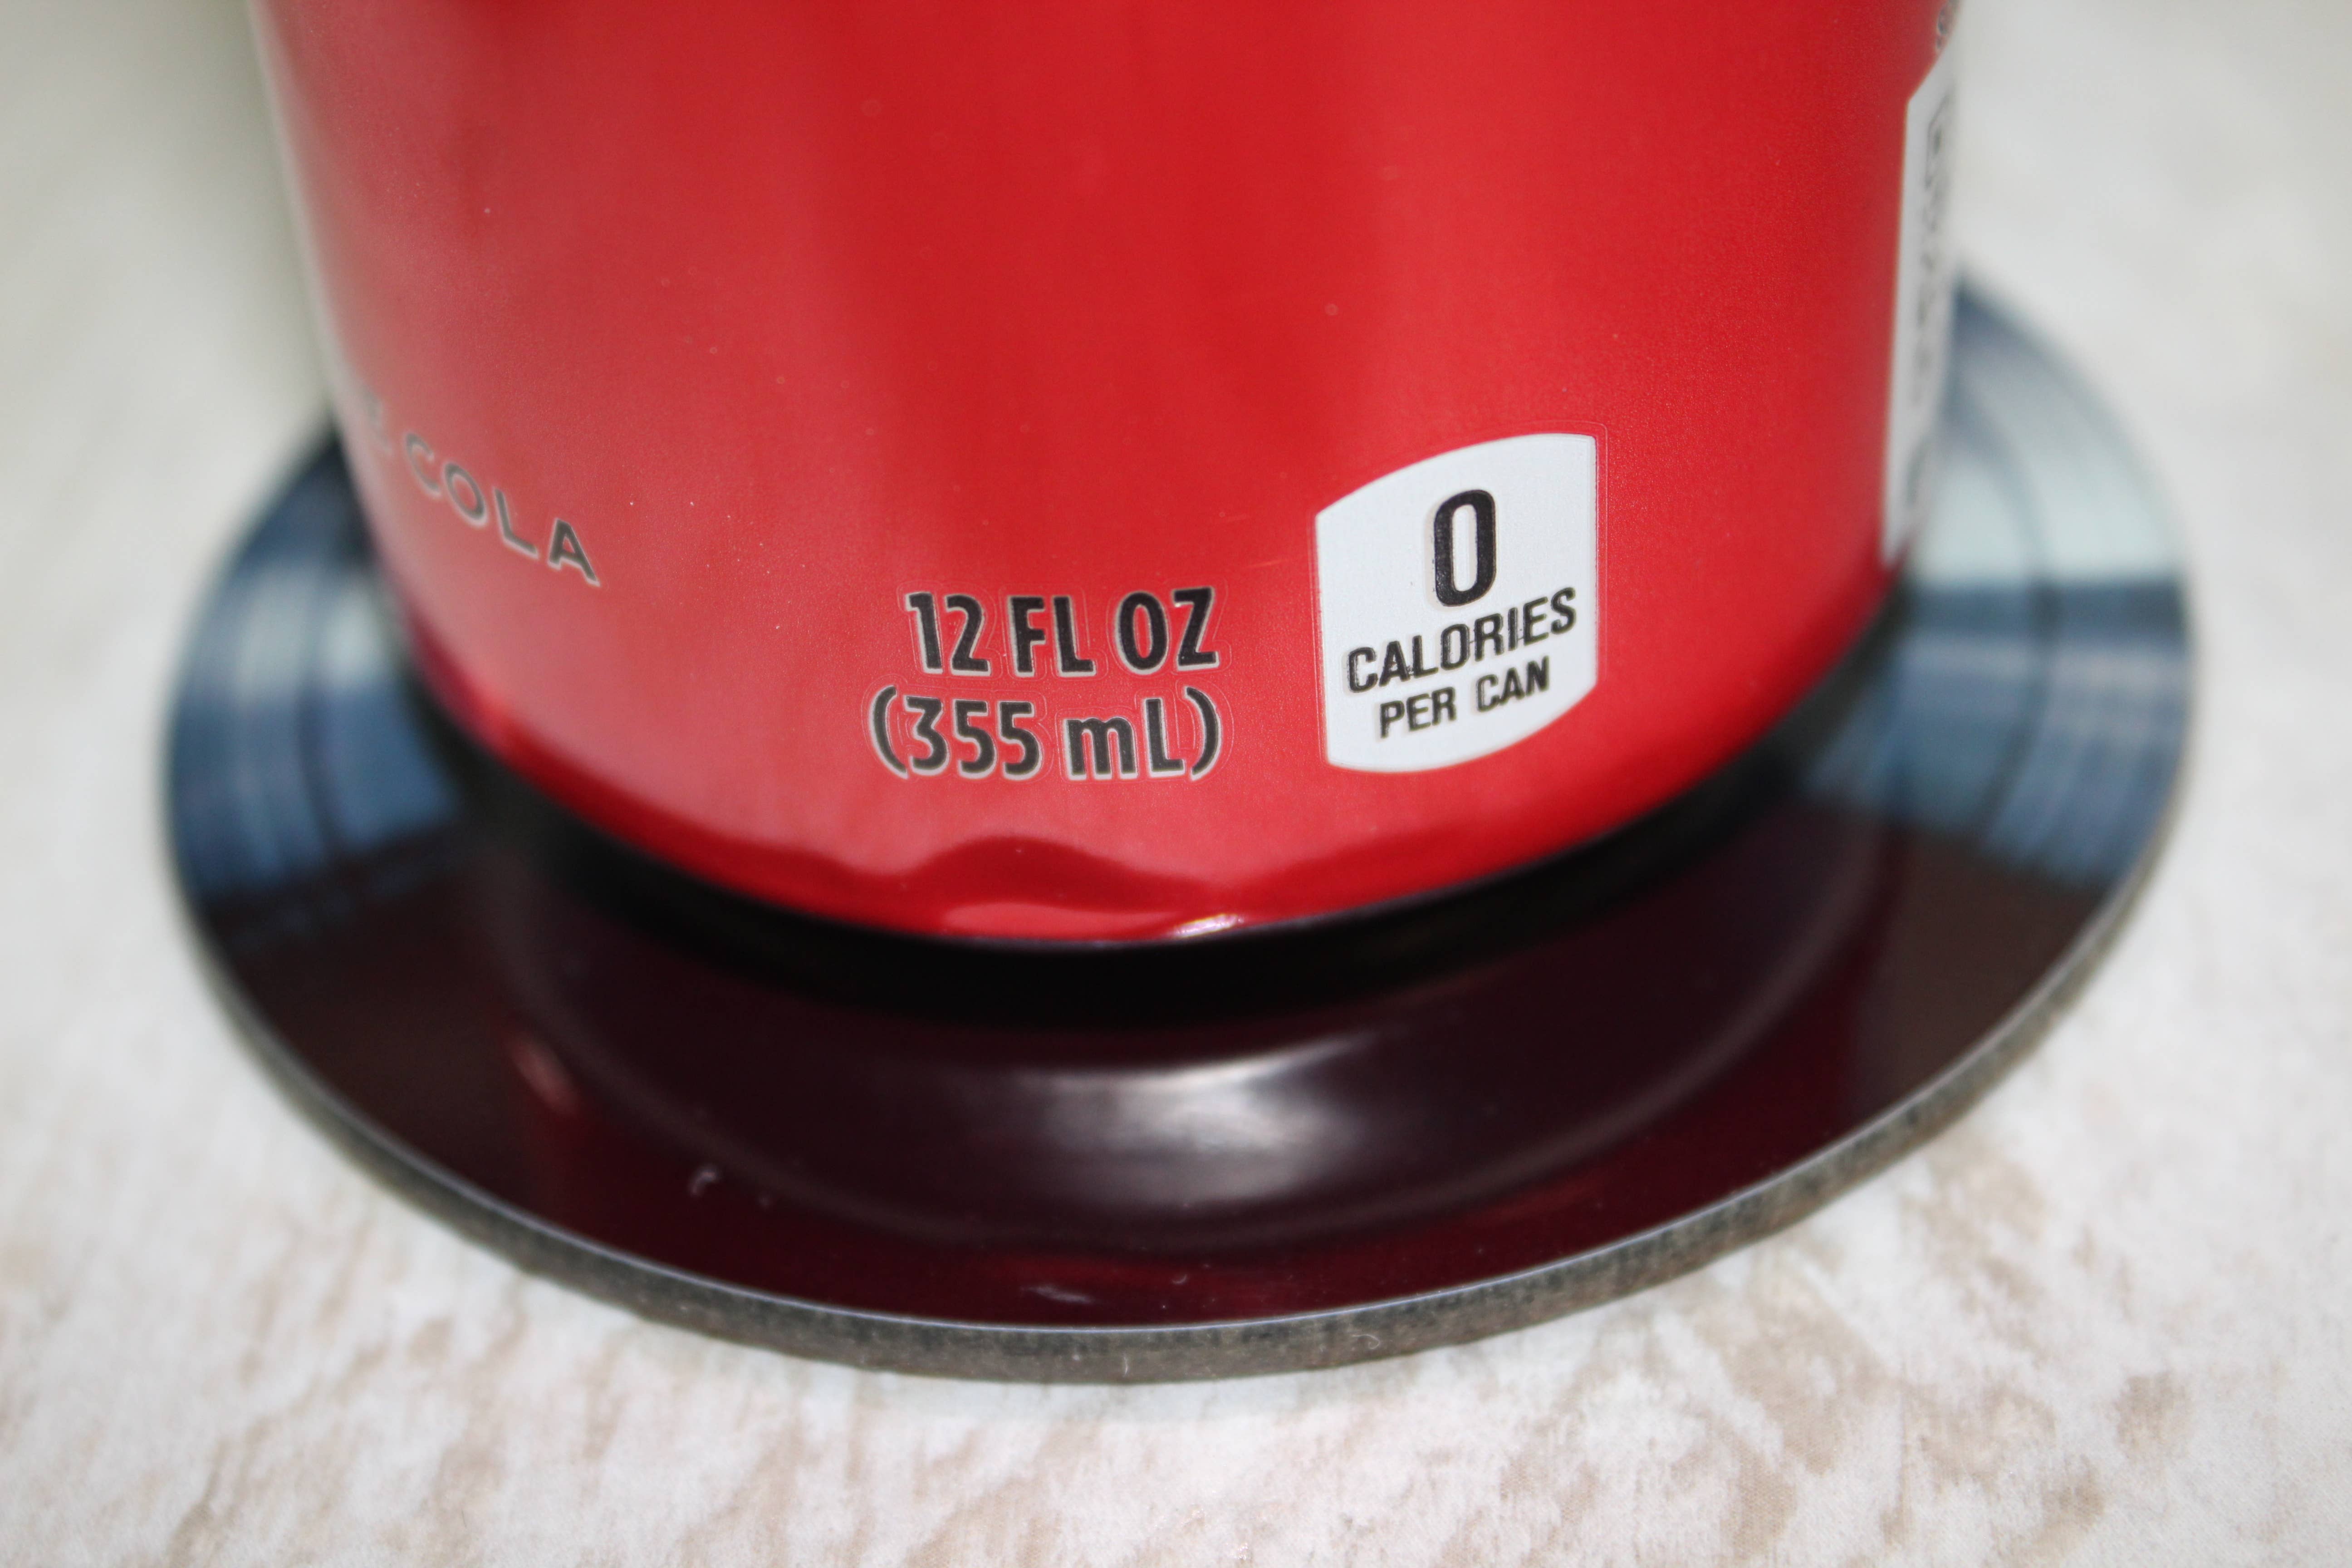 COLA
12 FL OZ
(355 mL)
0
CALORIES
PER CAN